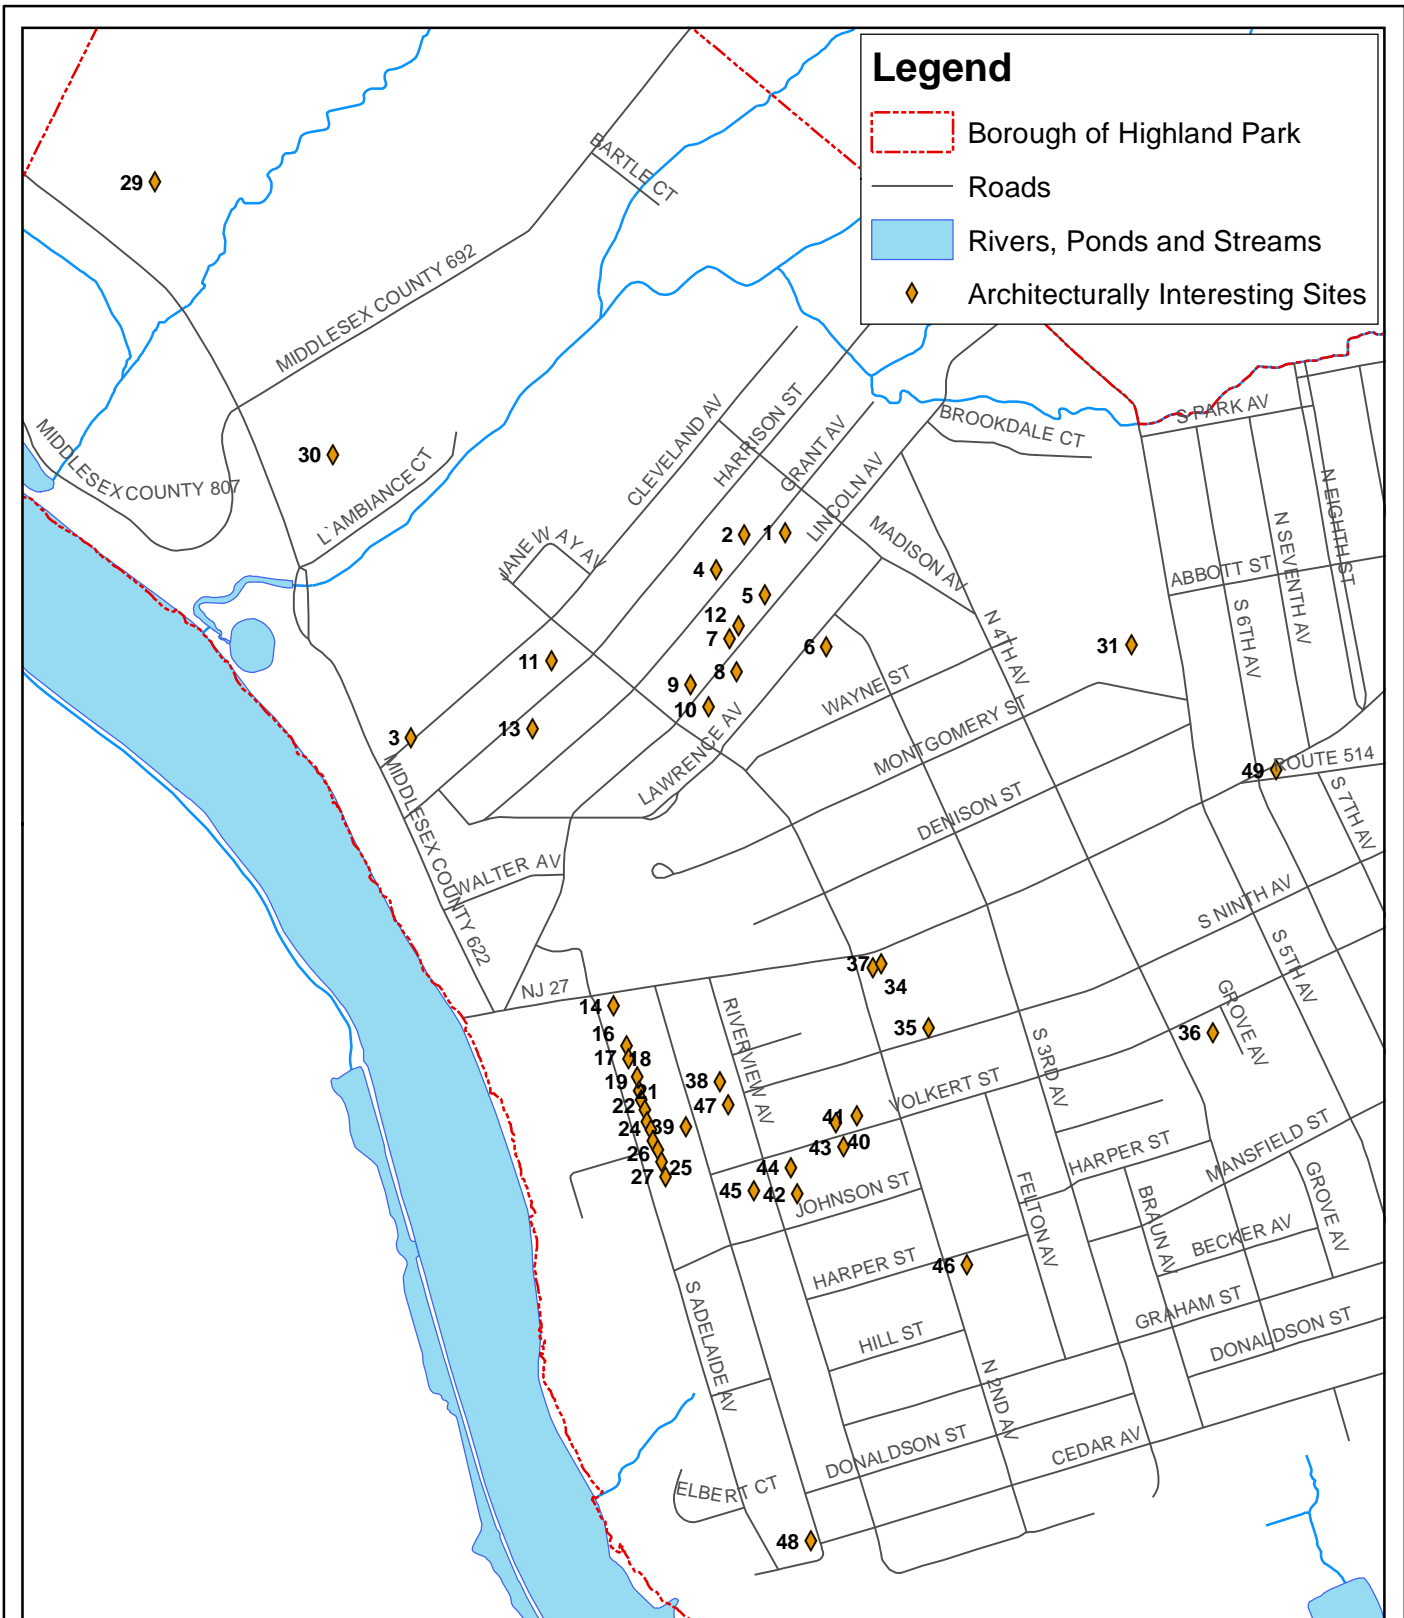 Legend
Borough of Highland Park
Roads
Rivers, Ponds and Streams
Architecturally Interesting Sites
BARTLE CT
29
MIDDLESEX COUNTY 692
MIDDLESEX COUNTY 807
30
L`AMBIANCE CT
CLEVELAND AV
HARRISON ST
GRANT AV
LINCOLN AV
BROOKDALE CT
S PARK AV
N EIGHTH ST
N SEVENTH AV
ABBOTT ST
S 6TH AV
JANE W AY AV
MADISON AV
2
1
4
5
12
7
6
8
9
10
11
13
3
31
N 4TH AV
WAYNE ST
MONTGOMERY ST
LAWRENCE AV
DENISON ST
49
ROUTE 514
S 7TH AV
MIDDLESEX COUNTY 622
WALTER AV
S NINTH AV
S 5TH AV
NJ 27
37
34
14
RIVERVIEW AV
35
36
GROVE AV
16
17
18
19
21
22
24
39
26
25
27
38
47
S 3RD AV
VOLKERT ST
41
40
43
44
45
42
JOHNSON ST
HARPER ST
MANSFIELD ST
GROVE AV
FELTON AV
BRAUN AV
BECKER AV
HARPER ST
46
S ADELAIDE AV
HILL ST
GRAHAM ST
DONALDSON ST
N 2ND AV
DONALDSON ST
CEDAR AV
ELBERT CT
48